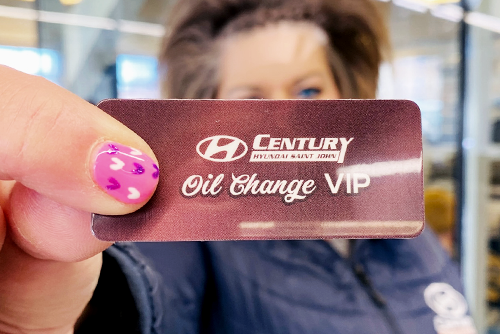 CENTURY
HYUNDAI SAINT JOHN
Oil Change VIP